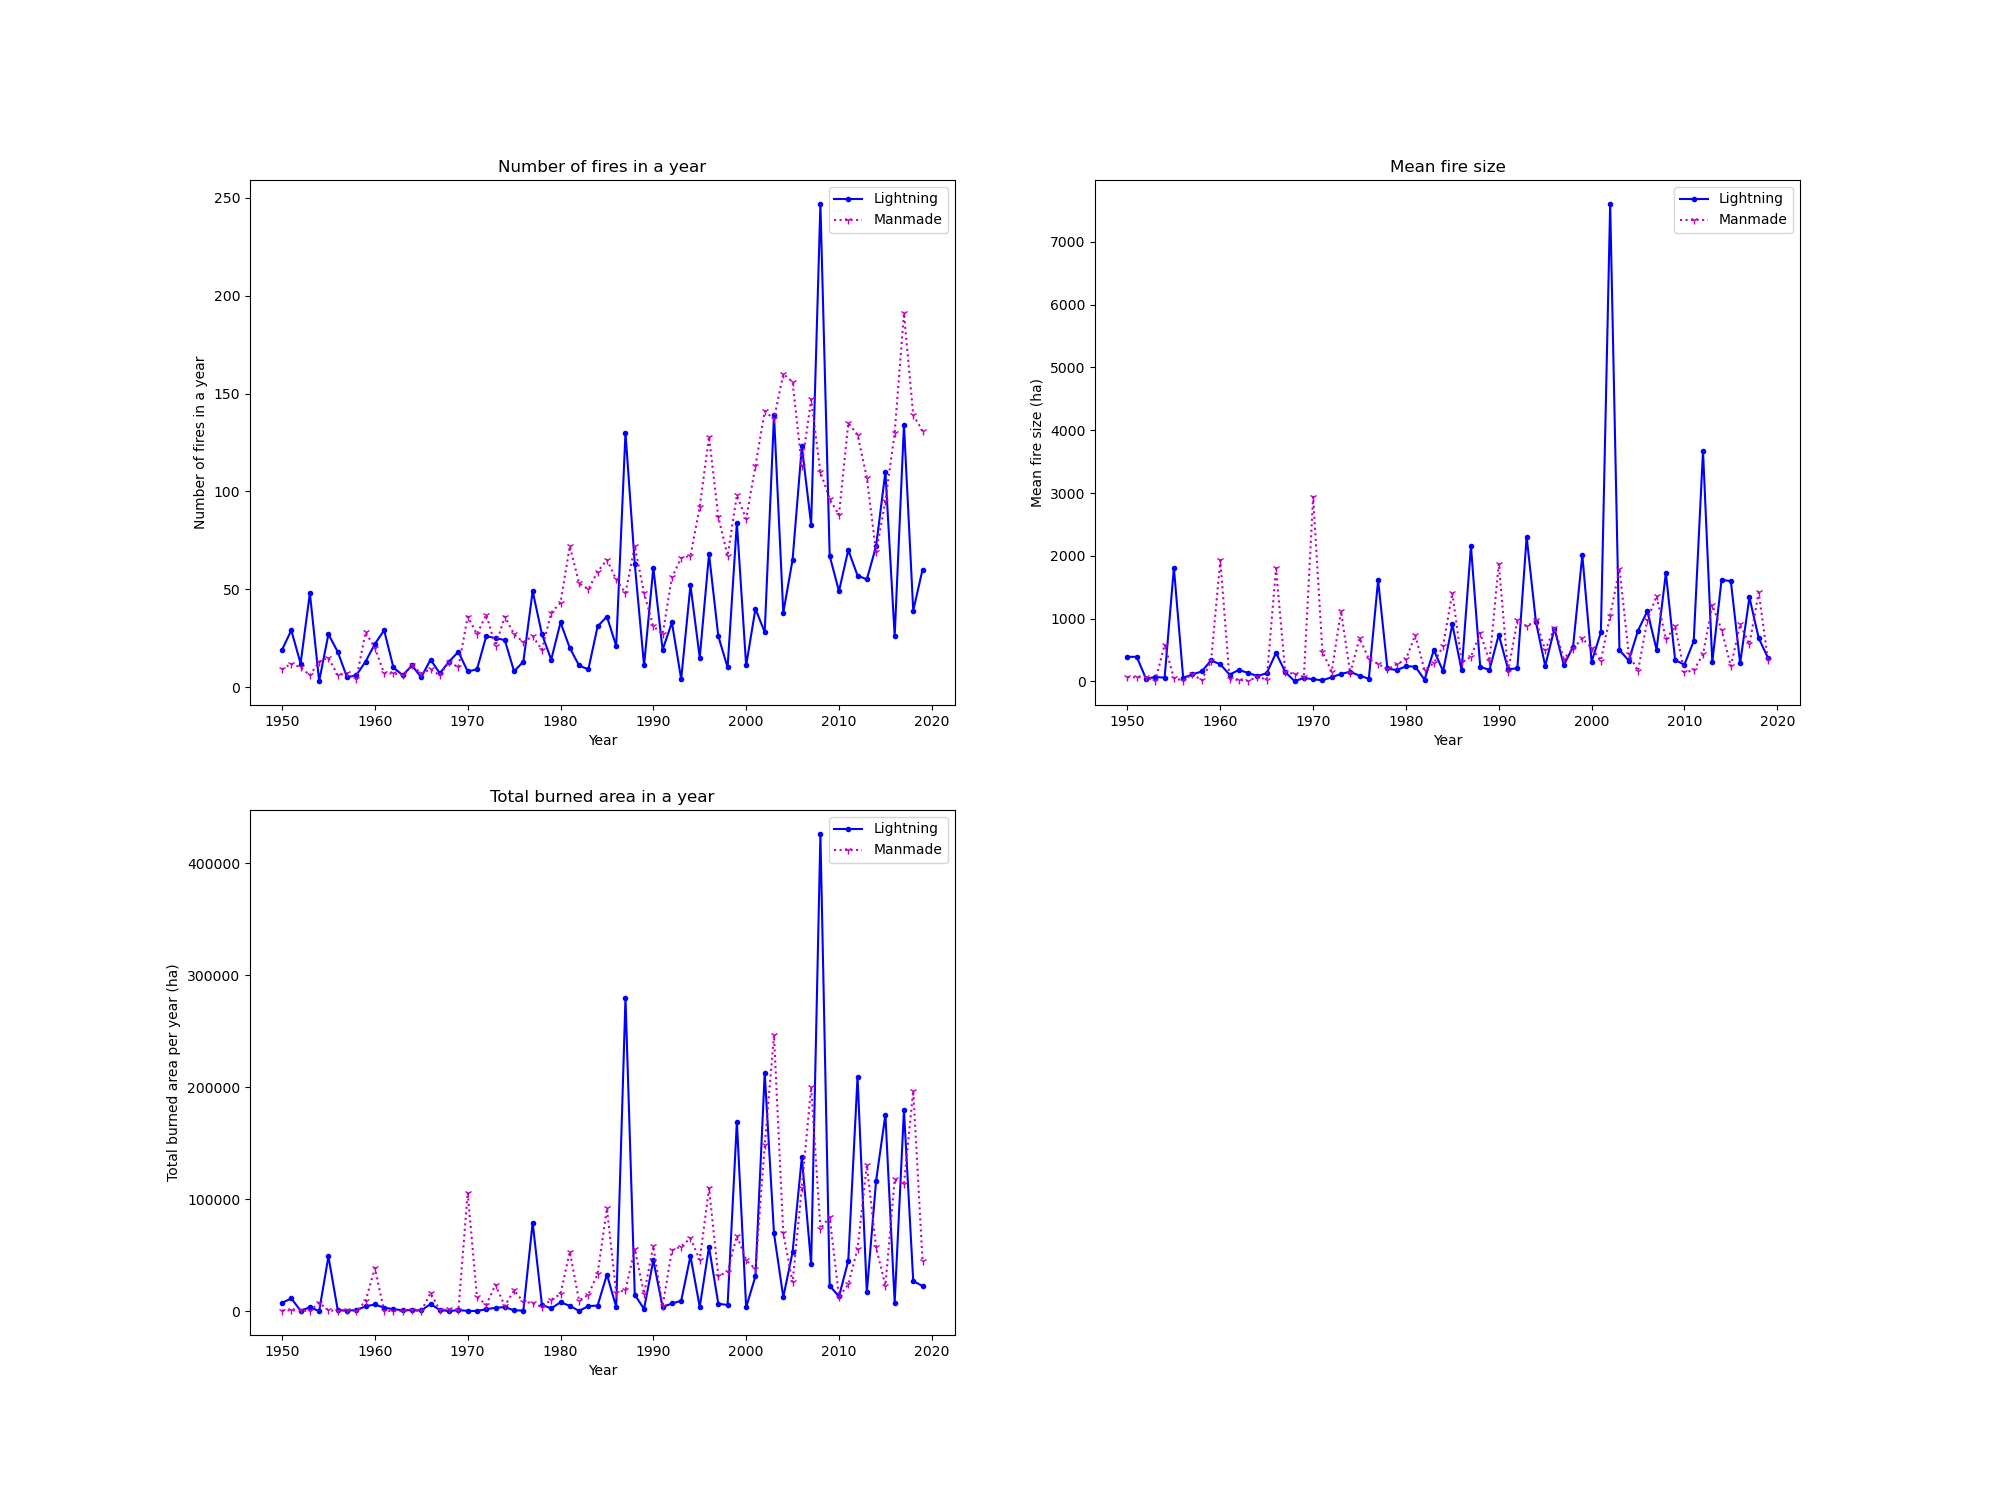 Number of fires in a year
Number of fires in a year
250
200
150
100
50
0
Lightning
Manmade
1950 1960 1970 1980 1990 2000 2010 2020
Year
Mean fire size
Mean fire size (ha)
7000
6000
5000
4000
3000
2000
1000
0
Lightning
Manmade
1950 1960 1970 1980 1990 2000 2010 2020
Year
Total burned area in a year
Total burned area per year (ha)
400000
300000
200000
100000
0
Lightning
Manmade
1950 1960 1970 1980 1990 2000 2010 2020
Year